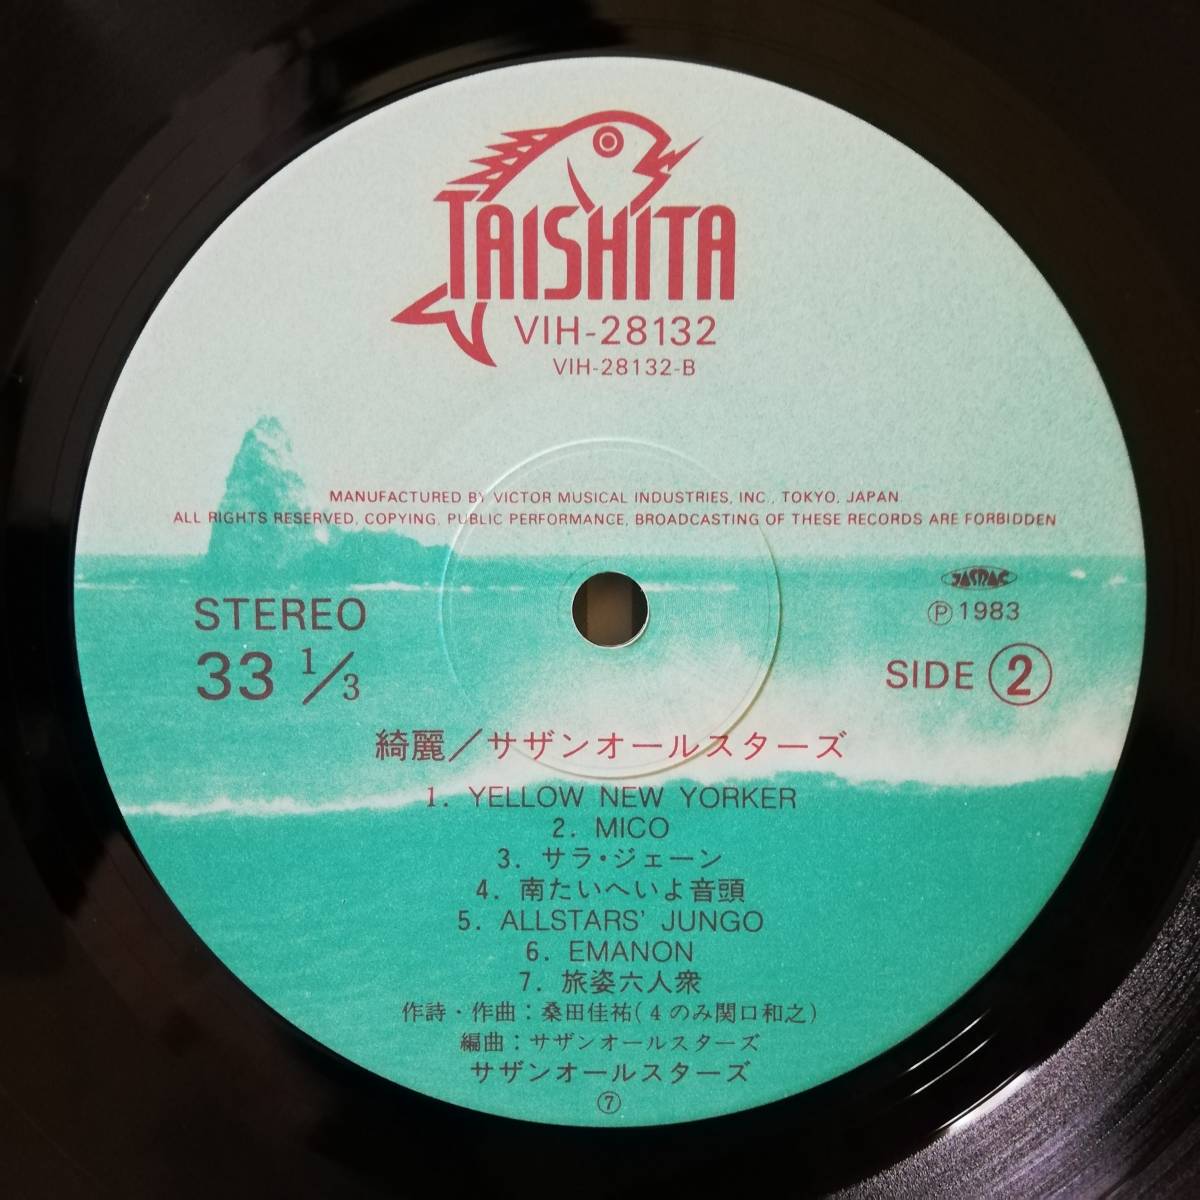 TAISHITA
VIH-28132
VIH-28132-B
MANUFACTURED BY VICTOR MUSICAL INDUSTRIES, INC., TOKYO, JAPAN
ALL RIGHTS RESERVED, COPYING, PUBLIC PERFORMANCE, BROADCASTING OF THESE RECORDS ARE FORBIDDEN
JASRAC
STEREO
Ⓟ1983
33 1/3
SIDE ②
綺麗／サザンオールスターズ
1. YELLOW NEW YORKER
2. MICO
3. サラ・ジェーン
4. 南たいへいよ音頭
5. ALLSTARS' JUNGO
6. EMANON
7. 旅姿六人衆
作詩・作曲：桑田佳祐(4のみ関口和之)
編曲：サザンオールスターズ
サザンオールスターズ
⑦